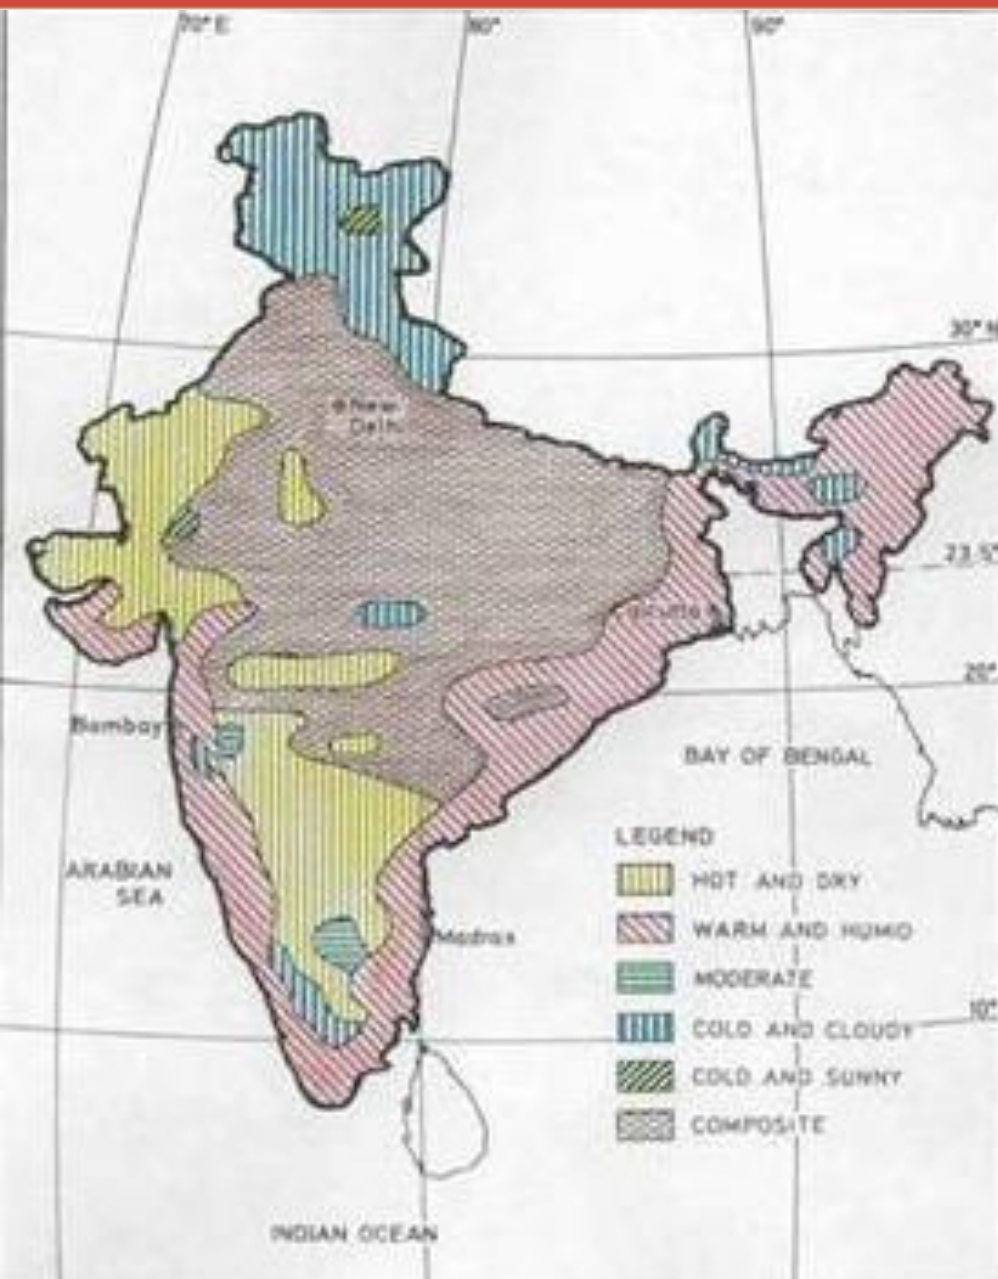 70° E
80°
90°
30° N
New
Delhi
23.5°
Calcutta
20°
Bombay
BAY OF BENGAL
LEGEND
ARABIAN
SEA
HOT AND DRY
WARM AND HUMID
Madras
MODERATE
10°
COLD AND CLOUDY
COLD AND SUNNY
COMPOSITE
INDIAN OCEAN